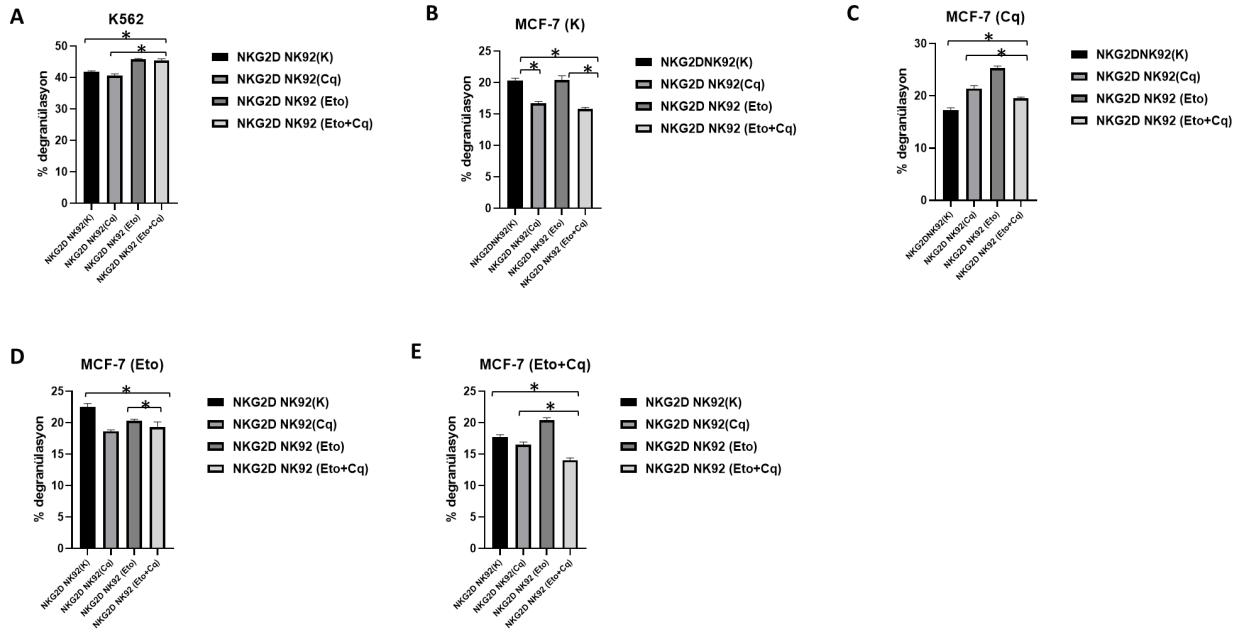 A
K562
% degranülasyon
50
40
30
20
10
0
*
*
NKG2D NK92(K)
NKG2D NK92(Cq)
NKG2D NK92 (Eto)
NKG2D NK92 (Eto+Cq)
NKG2D NK92(K)
NKG2D NK92(Cq)
NKG2D NK92 (Eto)
NKG2D NK92 (Eto+Cq)
B
MCF-7 (K)
% degranülasyon
25
20
15
10
5
0
*
*
*
NKG2DNK92(K)
NKG2D NK92(Cq)
NKG2D NK92 (Eto)
NKG2D NK92 (Eto+Cq)
NKG2DNK92(K)
NKG2D NK92(Cq)
NKG2D NK92 (Eto)
NKG2D NK92 (Eto+Cq)
C
MCF-7 (Cq)
% degranülasyon
30
20
10
0
*
*
NKG2DNK92(K)
NKG2D NK92(Cq)
NKG2D NK92 (Eto)
NKG2D NK92 (Eto+Cq)
NKG2DNK92(K)
NKG2D NK92(Cq)
NKG2D NK92 (Eto)
NKG2D NK92 (Eto+Cq)
D
MCF-7 (Eto)
% degranülasyon
25
20
15
10
5
0
*
*
NKG2D NK92(K)
NKG2D NK92(Cq)
NKG2D NK92 (Eto)
NKG2D NK92 (Eto+Cq)
NKG2D NK92(K)
NKG2D NK92(Cq)
NKG2D NK92 (Eto)
NKG2D NK92 (Eto+Cq)
E
MCF-7 (Eto+Cq)
% degranülasyon
25
20
15
10
5
0
*
*
NKG2D NK92(K)
NKG2D NK92(Cq)
NKG2D NK92 (Eto)
NKG2D NK92 (Eto+Cq)
NKG2D NK92(K)
NKG2D NK92(Cq)
NKG2D NK92 (Eto)
NKG2D NK92 (Eto+Cq)